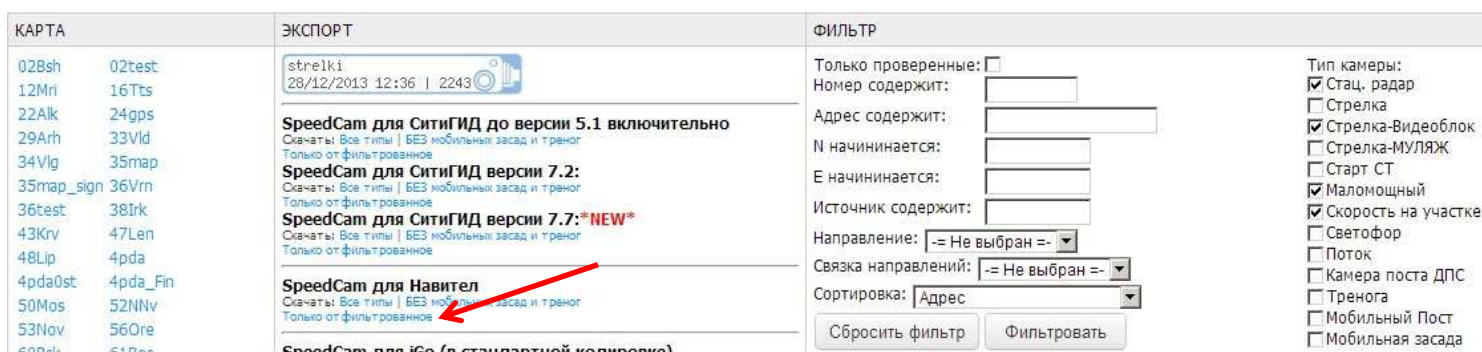 КАРТА
02Bsh 02test
12Mri 16Tts
22Alk 24gps
29Arh 33Vld
34Vlg 35map
35map_sign 36Vrn
36test 38Irk
43Krv 47Len
48Lip 4pda
4pda0st 4pda_Fin
50Mos 52NNv
53Nov 56Ore
ЭКСПОРТ
strelki
28/12/2013 12:36 | 2243
SpeedCam для СитиГИД до версии 5.1 включительно
Скачать: Все типы | БЕЗ мобильных засад и треног
Только отфильтрованное
SpeedCam для СитиГИД версии 7.2:
Скачать: Все типы | БЕЗ мобильных засад и треног
Только отфильтрованное
SpeedCam для СитиГИД версии 7.7:*NEW*
Скачать: Все типы | БЕЗ мобильных засад и треног
Только отфильтрованное
SpeedCam для Навител
Скачать: Все типы | БЕЗ мобильных засад и треног
Только отфильтрованное
SpeedCam для iGo (в стандартной кодировке)
ФИЛЬТР
Только проверенные:
Номер содержит:
Адрес содержит:
N начининается:
E начининается:
Источник содержит:
Направление: -= Не выбран =-
Связка направлений: -= Не выбран =-
Сортировка: Адрес
Сбросить фильтр Фильтровать
Тип камеры:
Стац. радар
Стрелка
Стрелка-Видеоблок
Стрелка-МУЛЯЖ
Старт СТ
Маломощный
Скорость на участке
Светофор
Поток
Камера поста ДПС
Тренога
Мобильный Пост
Мобильная засада